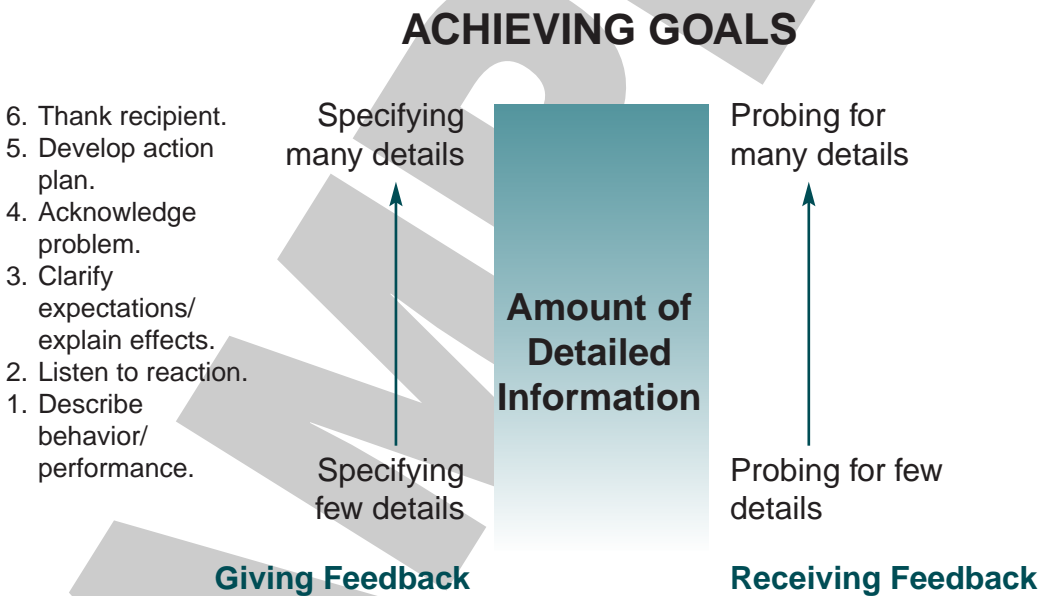 ACHIEVING GOALS
6. Thank recipient.
5. Develop action
plan.
4. Acknowledge
problem.
3. Clarify
expectations/
explain effects.
2. Listen to reaction.
1. Describe
behavior/
performance.
Specifying
many details
Specifying
few details
Giving Feedback
Amount of
Detailed
Information
Probing for
many details
Probing for few
details
Receiving Feedback